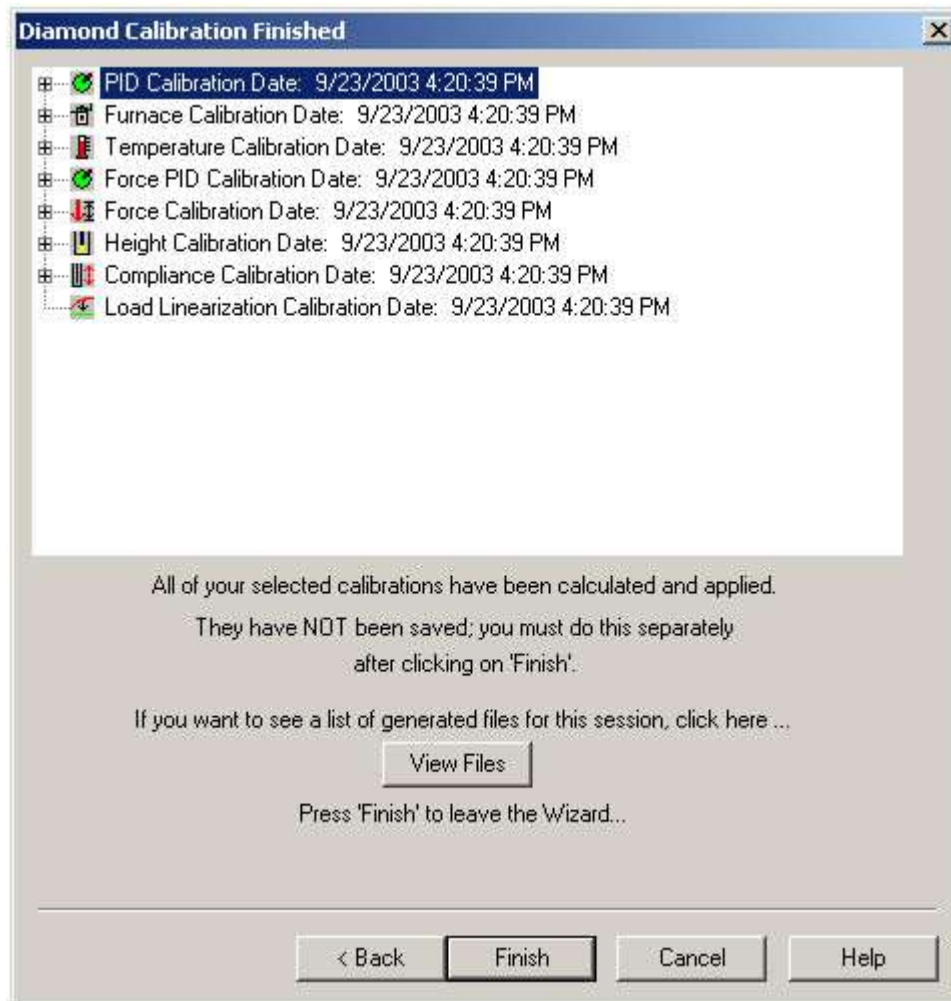 Diamond Calibration Finished
PID Calibration Date: 9/23/2003 4:20:39 PM
Furnace Calibration Date: 9/23/2003 4:20:39 PM
Temperature Calibration Date: 9/23/2003 4:20:39 PM
Force PID Calibration Date: 9/23/2003 4:20:39 PM
Force Calibration Date: 9/23/2003 4:20:39 PM
Height Calibration Date: 9/23/2003 4:20:39 PM
Compliance Calibration Date: 9/23/2003 4:20:39 PM
Load Linearization Calibration Date: 9/23/2003 4:20:39 PM
All of your selected calibrations have been calculated and applied.
They have NOT been saved; you must do this separately
after clicking on 'Finish'.
If you want to see a list of generated files for this session, click here ...
View Files
Press 'Finish' to leave the Wizard...
< Back
Finish
Cancel
Help